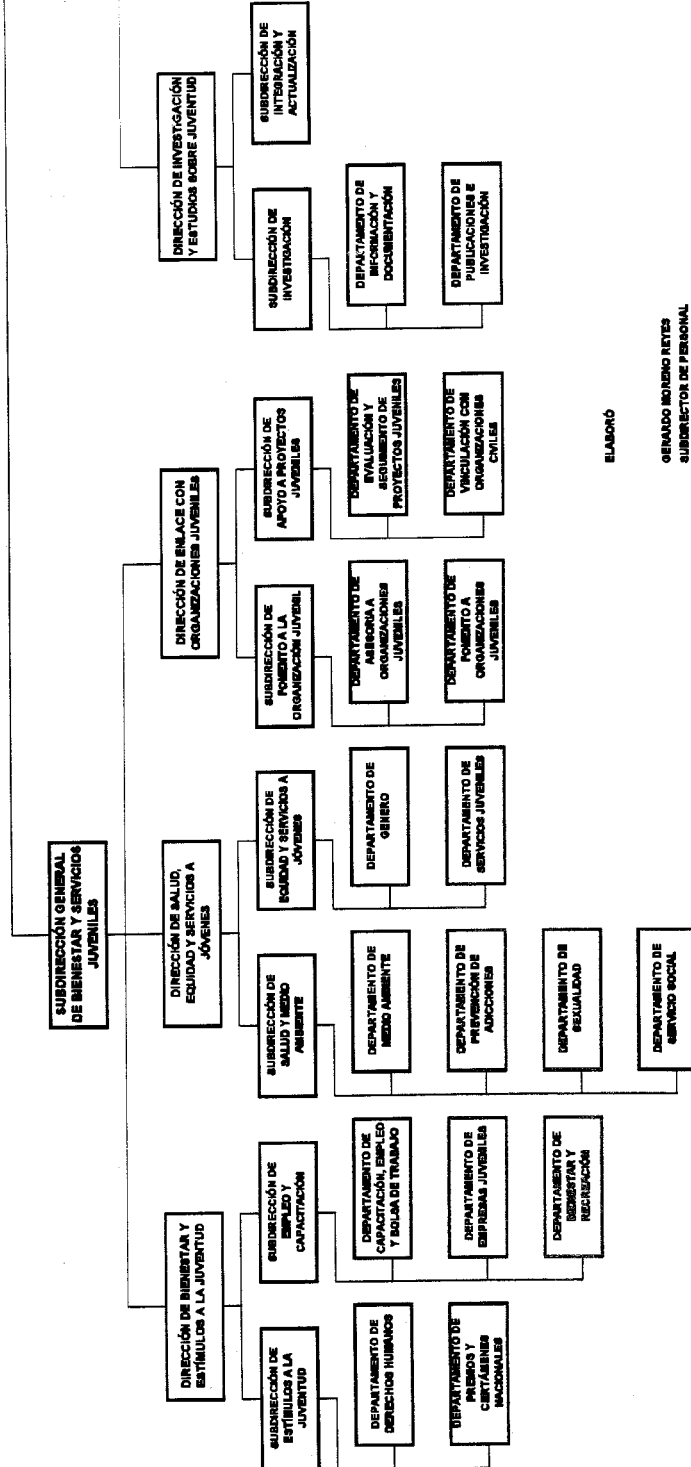 SUBDIRECCIÓN GENERAL
DE BIENESTAR Y SERVICIOS
JUVENILES
DIRECCIÓN DE BIENESTAR Y
ESTÍMULOS A LA JUVENTUD
DIRECCIÓN DE SALUD,
EQUIDAD Y SERVICIOS A
JÓVENES
DIRECCIÓN DE ENLACE CON
ORGANIZACIONES JUVENILES
DIRECCIÓN DE INVESTIGACIÓN
Y ESTUDIOS SOBRE JUVENTUD
SUBDIRECCIÓN DE
ESTÍMULOS A LA
JUVENTUD
SUBDIRECCIÓN DE
EMPLEO Y
CAPACITACIÓN
SUBDIRECCIÓN DE
SALUD Y MEDIO
AMBIENTE
SUBDIRECCIÓN DE
EQUIDAD Y SERVICIOS A
JÓVENES
SUBDIRECCIÓN DE
FOMENTO A LA
ORGANIZACIÓN JUVENIL
SUBDIRECCIÓN DE
APOYO A PROYECTOS
JUVENILES
SUBDIRECCIÓN DE
INVESTIGACIÓN
SUBDIRECCIÓN DE
INTEGRACIÓN Y
ACTUALIZACIÓN
DEPARTAMENTO DE
DERECHOS HUMANOS
DEPARTAMENTO DE
CAPACITACIÓN, EMPLEO
Y BOLSA DE TRABAJO
DEPARTAMENTO DE
MEDIO AMBIENTE
DEPARTAMENTO DE
GENERO
DEPARTAMENTO DE
ASESORIA A
ORGANIZACIONES
JUVENILES
DEPARTAMENTO DE
EVALUACIÓN Y
SEGUIMIENTO DE
PROYECTOS JUVENILES
DEPARTAMENTO DE
INFORMACIÓN Y
DOCUMENTACIÓN
DEPARTAMENTO DE
PREMIOS Y
CERTÁMENES
NACIONALES
DEPARTAMENTO DE
EMPRESAS JUVENILES
DEPARTAMENTO DE
PREVENCIÓN DE
ADICCIONES
DEPARTAMENTO DE
SERVICIOS JUVENILES
DEPARTAMENTO DE
FOMENTO A
ORGANIZACIONES
JUVENILES
DEPARTAMENTO DE
VINCULACIÓN CON
ORGANIZACIONES
CIVILES
DEPARTAMENTO DE
PUBLICACIONES E
INVESTIGACIÓN
DEPARTAMENTO DE
BIENESTAR Y
RECREACIÓN
DEPARTAMENTO DE
SEXUALIDAD
DEPARTAMENTO DE
SERVICIO SOCIAL
ELABORÓ
GERARDO MORENO REYES
SUBDIRECTOR DE PERSONAL